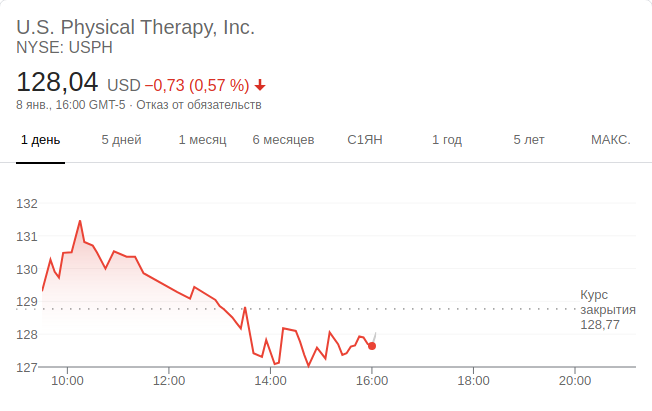 U.S. Physical Therapy, Inc.
NYSE: USPH
128,04 USD −0,73 (0,57 %)
8 янв., 16:00 GMT-5 · Отказ от обязательств
1 день 5 дней 1 месяц 6 месяцев С1ЯН 1 год 5 лет МАКС.
132
131
130
129
128
127
Курс
закрытия
128,77
10:00 12:00 14:00 16:00 18:00 20:00